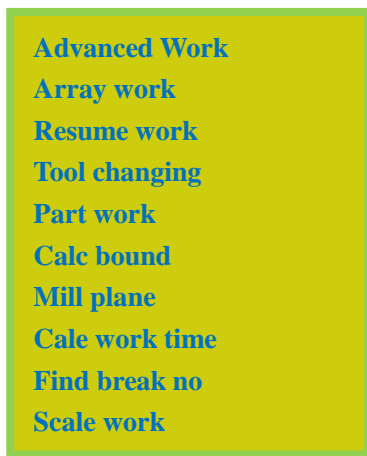 Advanced Work
Array work
Resume work
Tool changing
Part work
Calc bound
Mill plane
Cale work time
Find break no
Scale work